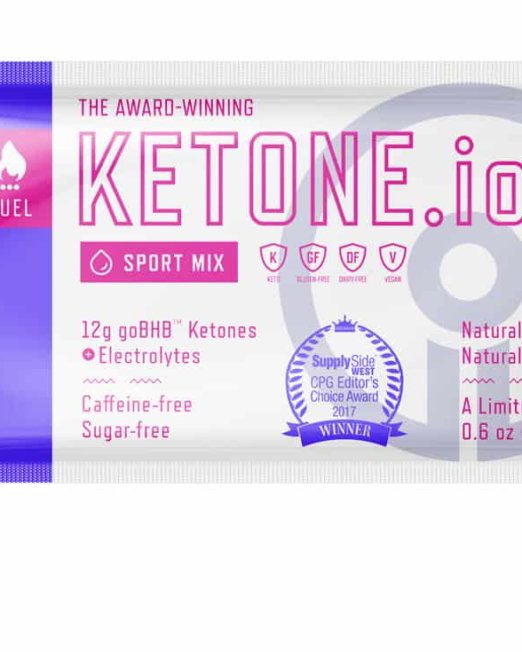 THE AWARD-WINNING
KETONE.io
UEL
SPORT MIX
K
GF
DF
V
KETO
GLUTEN-FREE
DAIRY-FREE
VEGAN
12g goBHB™ Ketones
+ Electrolytes
Caffeine-free
Sugar-free
SupplySide
WEST
CPG Editor's
Choice Award
2017
WINNER
Natural
Natural
A Limit
0.6 oz